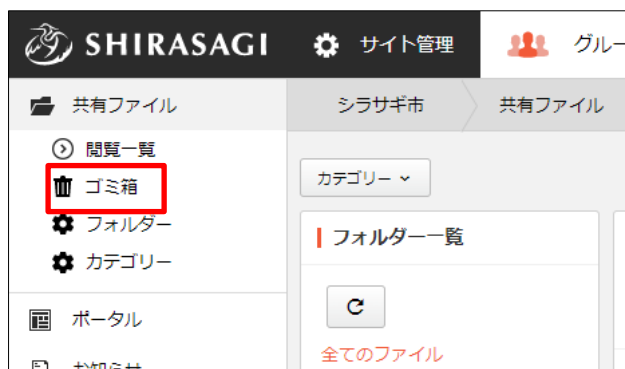 SHIRASAGI
サイト管理
グルー
共有ファイル
シラサギ市
共有ファイル
閲覧一覧
ゴミ箱
フォルダー
カテゴリー
ポータル
カテゴリー
フォルダー一覧
全てのファイル